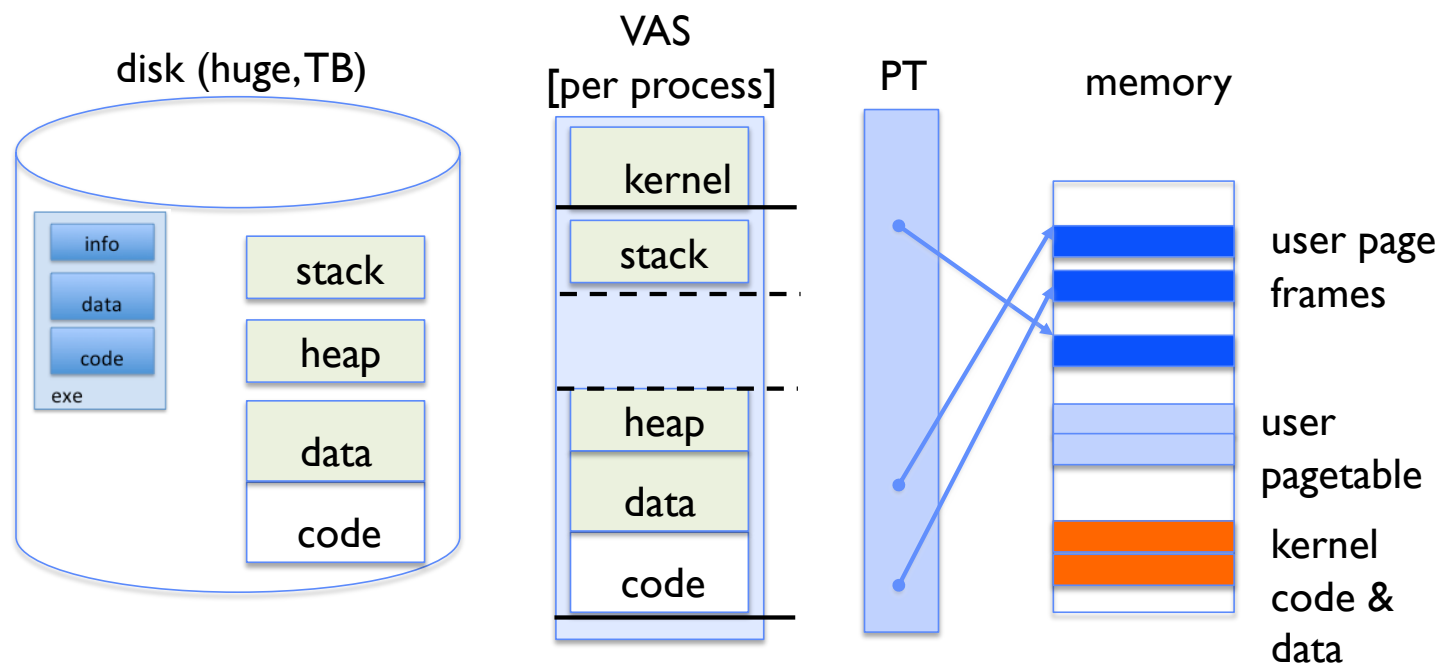 disk (huge, TB)
info
data
code
exe
stack
heap
data
code
VAS
[per process]
kernel
stack
heap
data
code
PT
memory
user page
frames
user
pagetable
kernel
code &
data